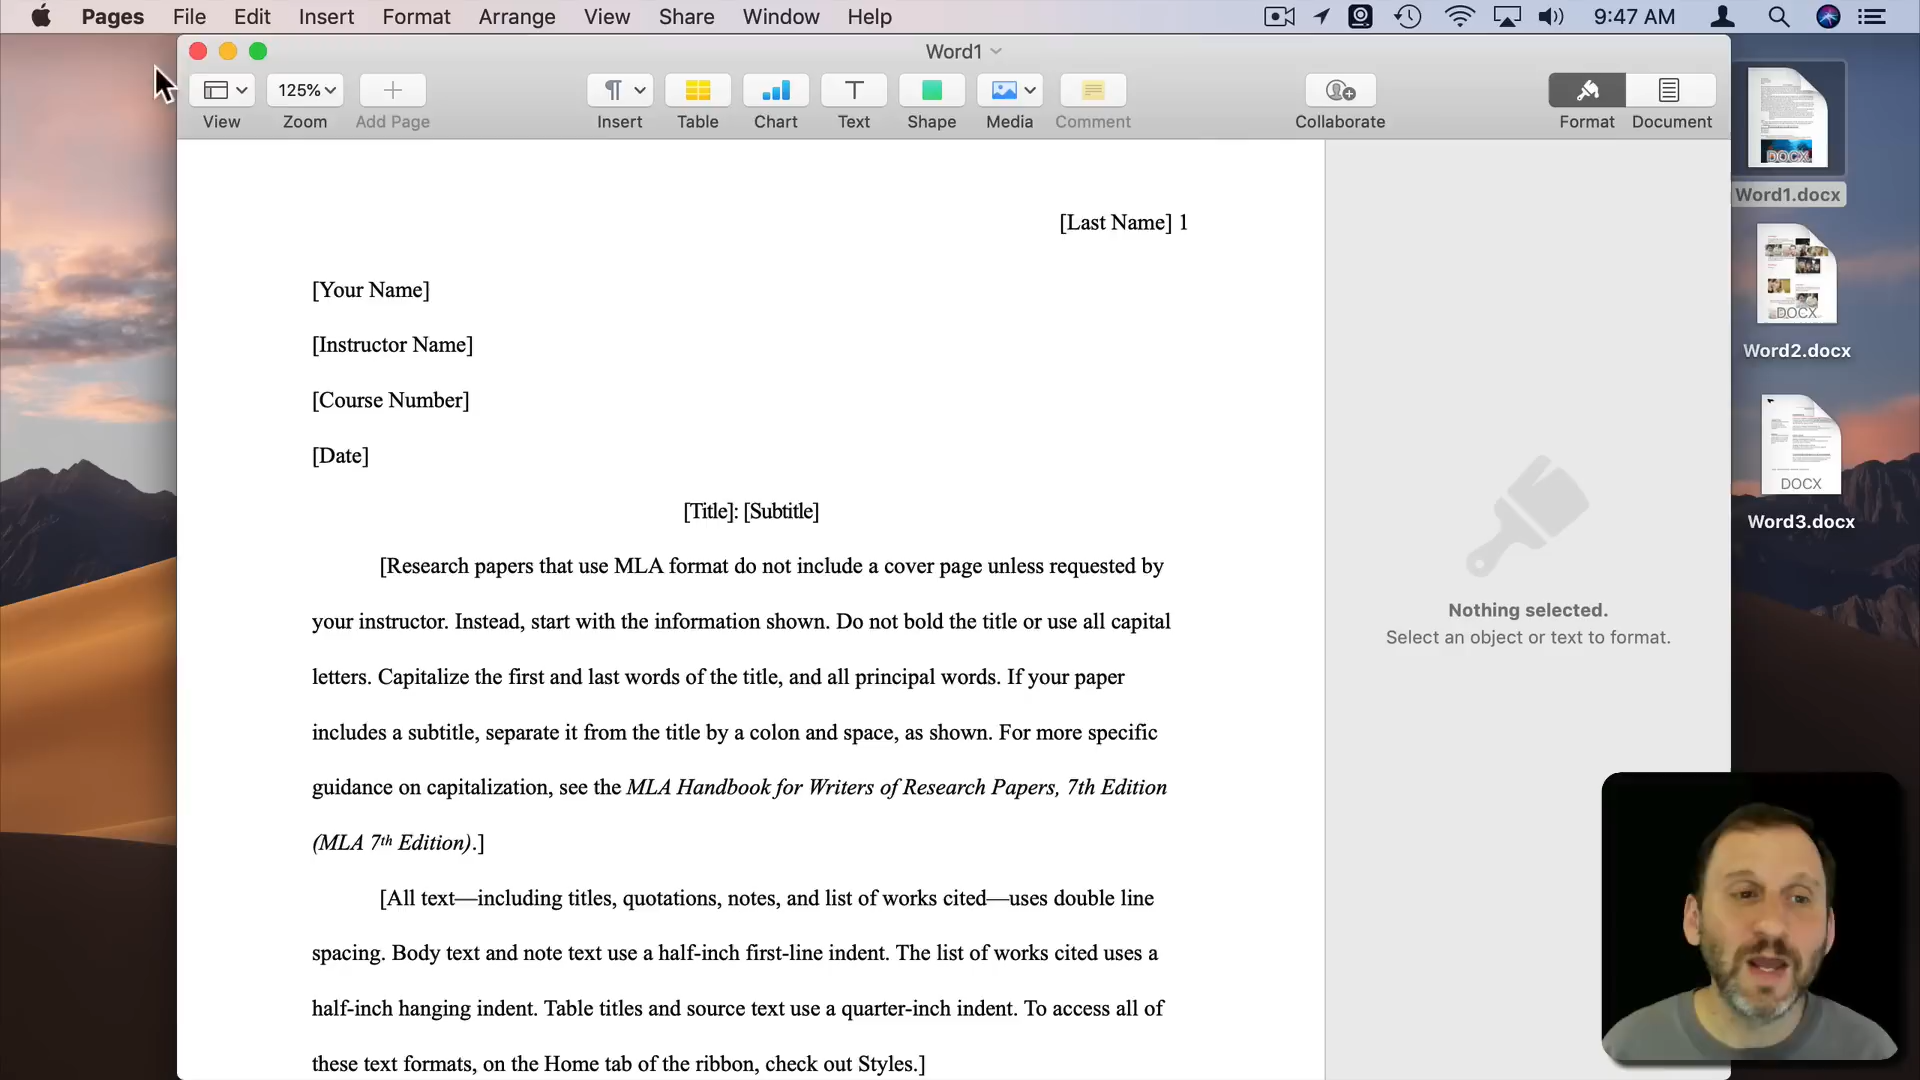 Pages File Edit Insert Format Arrange View Share Window Help 9:47 AM
Word1
125%
View Zoom Add Page Insert Table Chart Text Shape Media Comment Collaborate Format Document
[Last Name] 1
[Your Name]
[Instructor Name]
[Course Number]
[Date]
[Title]: [Subtitle]
[Research papers that use MLA format do not include a cover page unless requested by
your instructor. Instead, start with the information shown. Do not bold the title or use all capital
letters. Capitalize the first and last words of the title, and all principal words. If your paper
includes a subtitle, separate it from the title by a colon and space, as shown. For more specific
guidance on capitalization, see the MLA Handbook for Writers of Research Papers, 7th Edition
(MLA 7th Edition).]
[All text—including titles, quotations, notes, and list of works cited—uses double line
spacing. Body text and note text use a half-inch first-line indent. The list of works cited uses a
half-inch hanging indent. Table titles and source text use a quarter-inch indent. To access all of
these text formats, on the Home tab of the ribbon, check out Styles.]
Nothing selected.
Select an object or text to format.
DOCX
Word1.docx
DOCX
Word2.docx
DOCX
Word3.docx